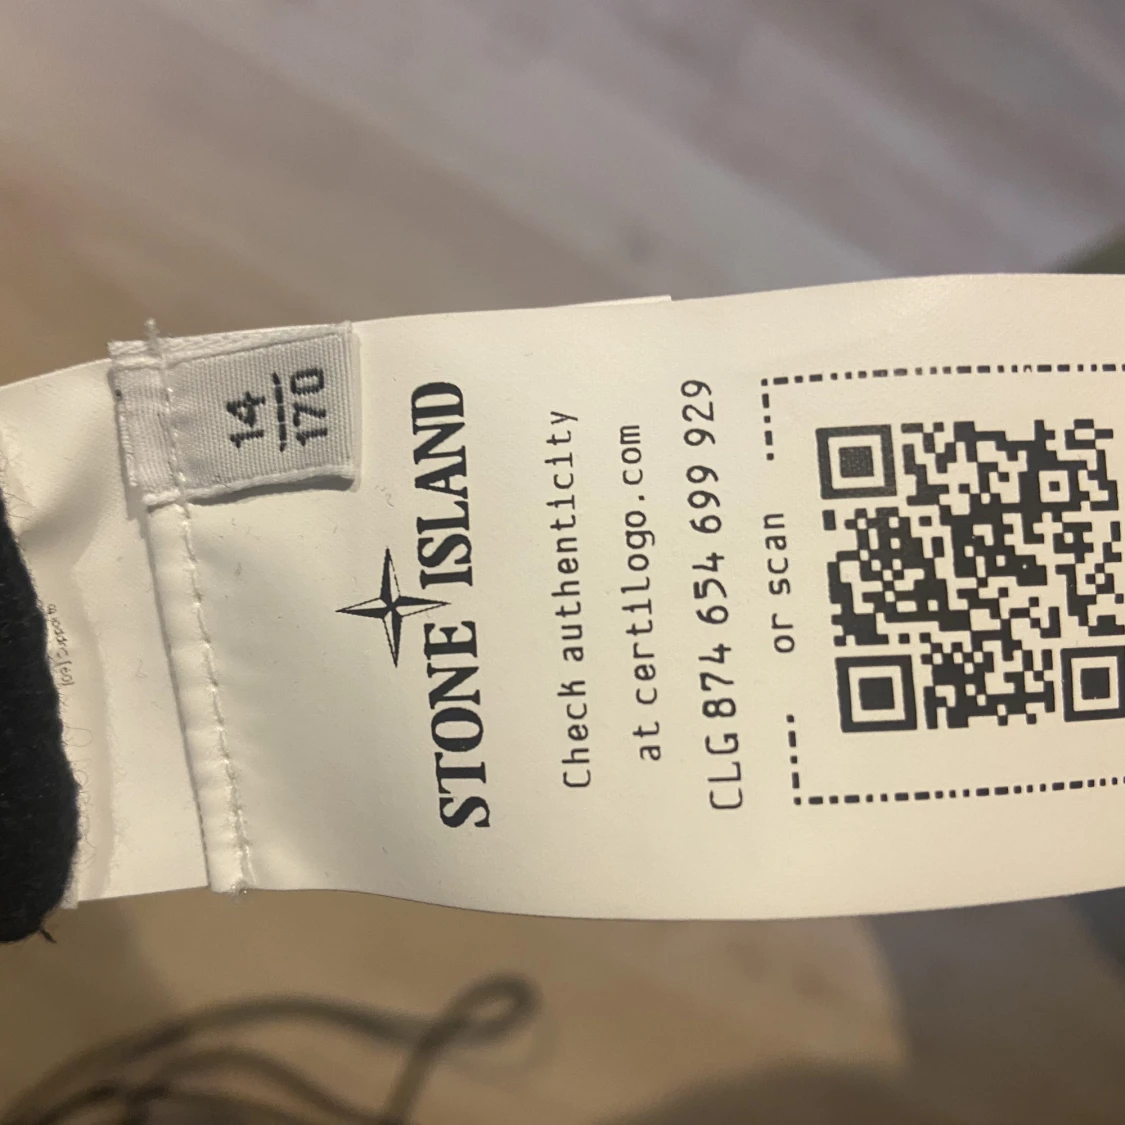 14
170
STONE ISLAND
Check authenticity
at certilogo.com
CLG 874 654 699 929
or scan